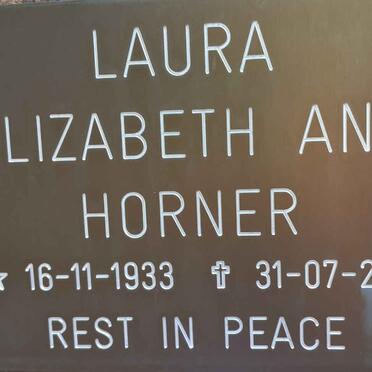 LAURA
LIZABETH AN
HORNER
16-11-1933 ✝ 31-07-2
REST IN PEACE